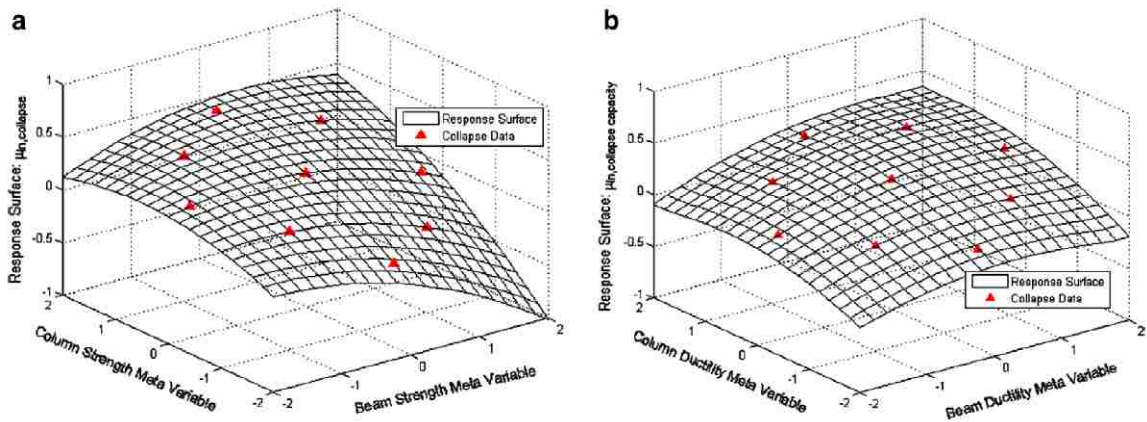 a
1
0.5
0
-0.5
-1
Response Surface: μln,collapse
2
1
0
-1
-2
Column Strength Meta Variable
-2
-1
0
1
2
Beam Strength Meta Variable
Response Surface
Collapse Data
b
1
0.5
0
-0.5
-1
Response Surface: μln,collapse capacity
2
1
0
-1
-2
Column Ductility Meta Variable
-2
-1
0
1
2
Beam Ductility Meta Variable
Response Surface
Collapse Data